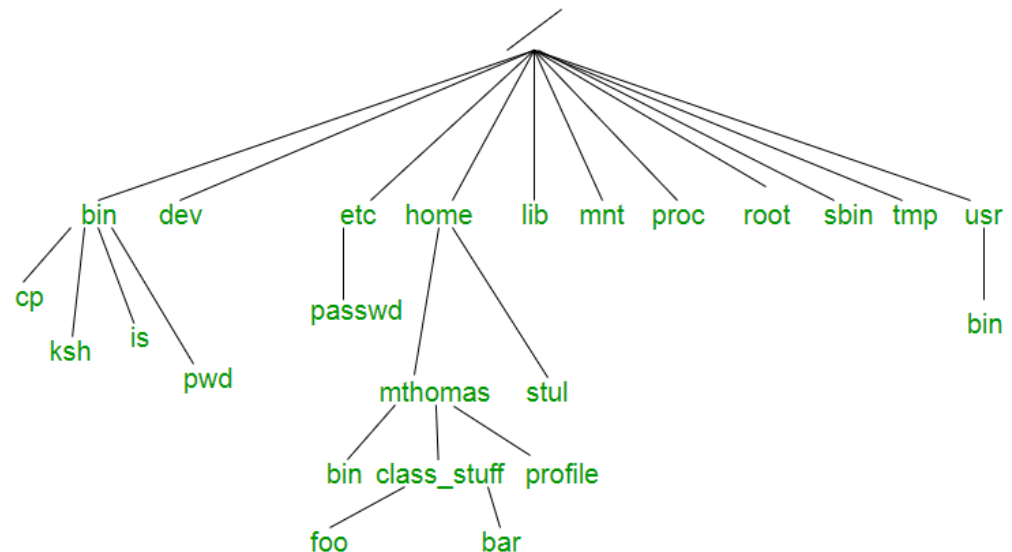 /
bin dev etc home lib mnt proc root sbin tmp usr
cp
passwd
bin
is
ksh
pwd
mthomas stul
bin class_stuff profile
foo bar